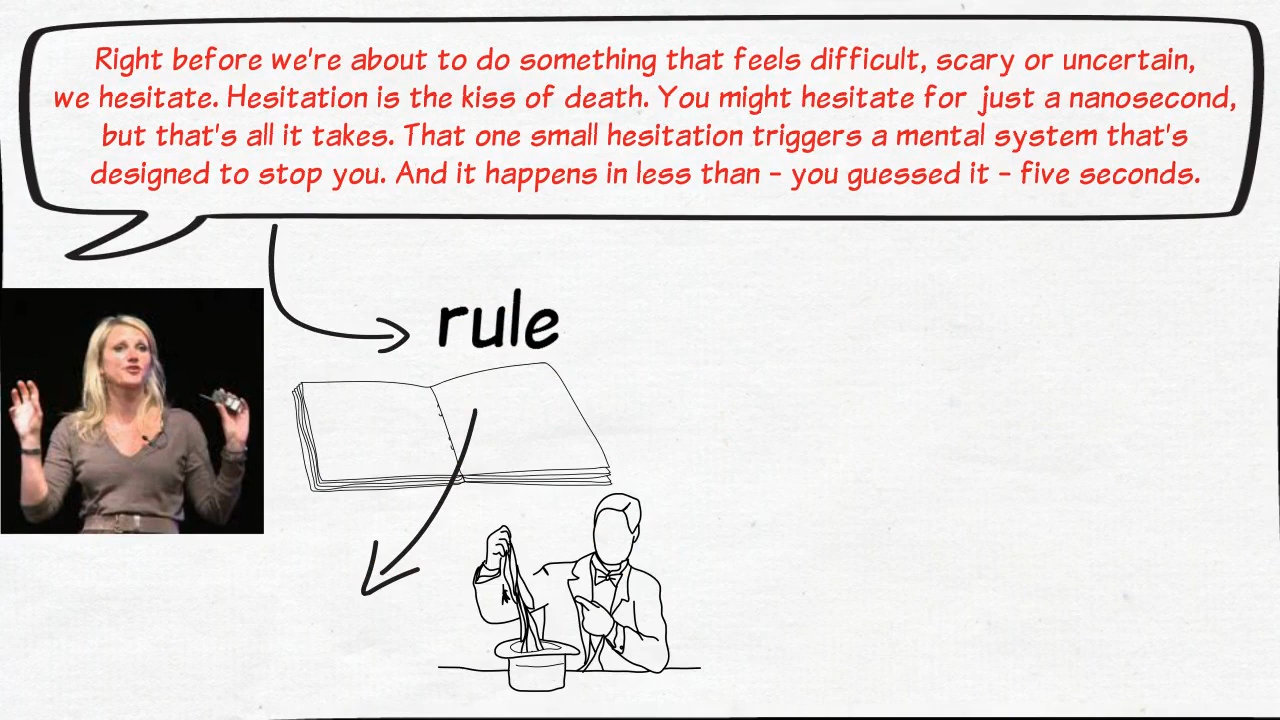 Right before we're about to do something that feels difficult, scary or uncertain,
we hesitate. Hesitation is the kiss of death. You might hesitate for just a nanosecond,
but that's all it takes. That one small hesitation triggers a mental system that's
designed to stop you. And it happens in less than - you guessed it - five seconds.
rule